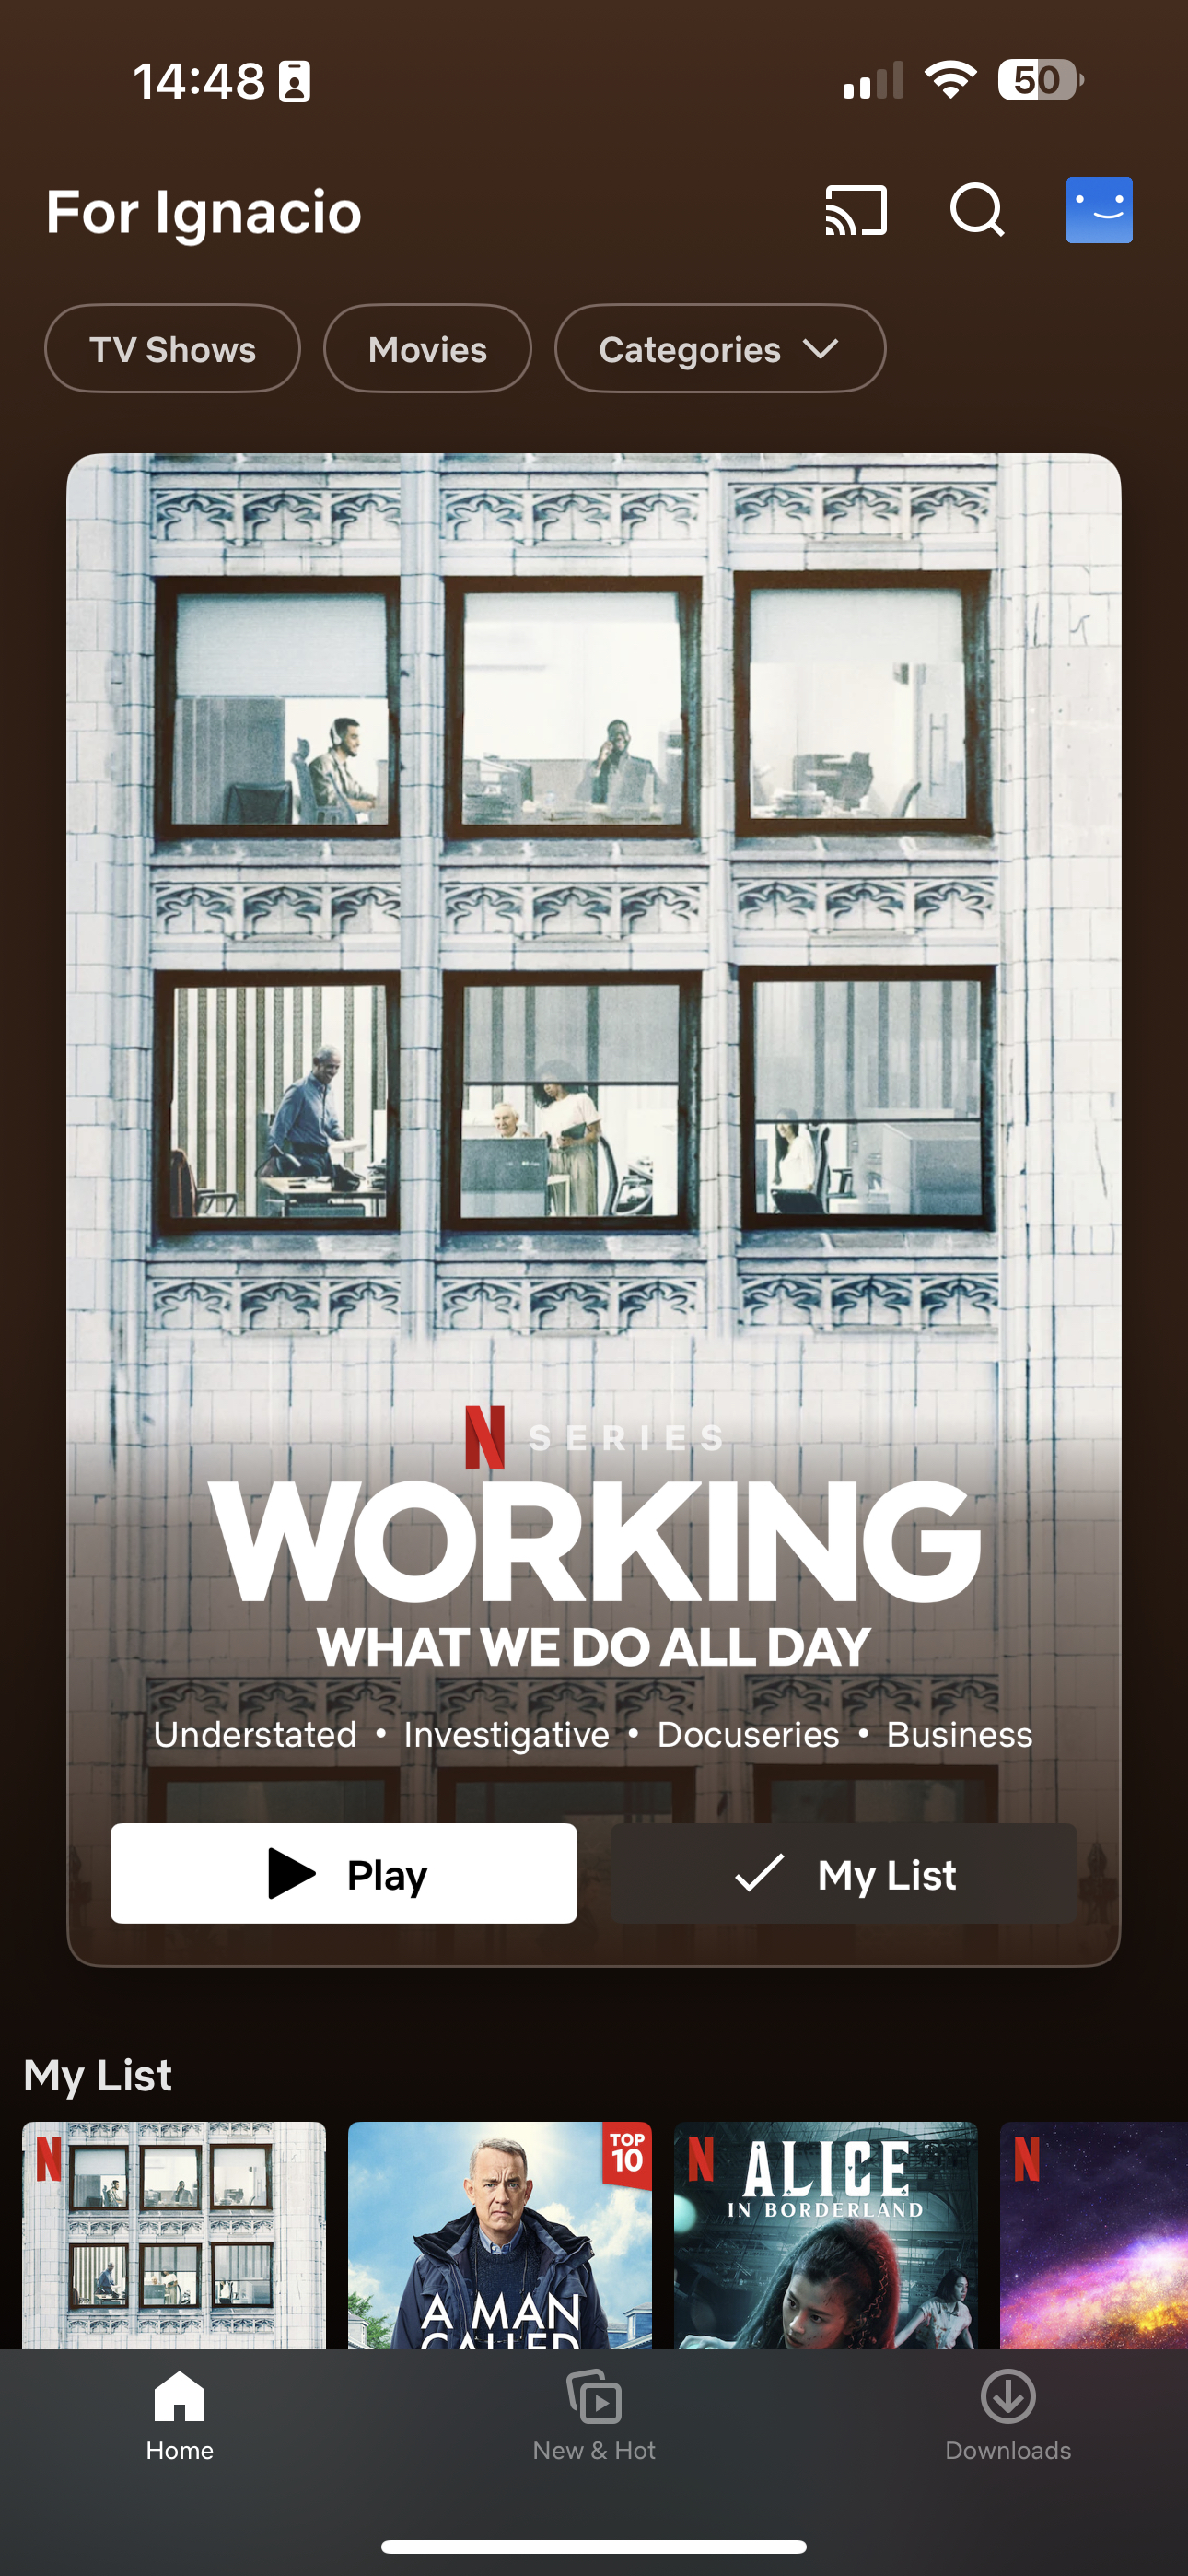 14:48
50
For Ignacio
TV Shows
Movies
Categories
N SERIES
WORKING
WHAT WE DO ALL DAY
Understated • Investigative • Docuseries • Business
Play
My List
My List
N
TOP
10
A MAN
CALLED
N
ALICE
IN BORDERLAND
N
Home
New & Hot
Downloads